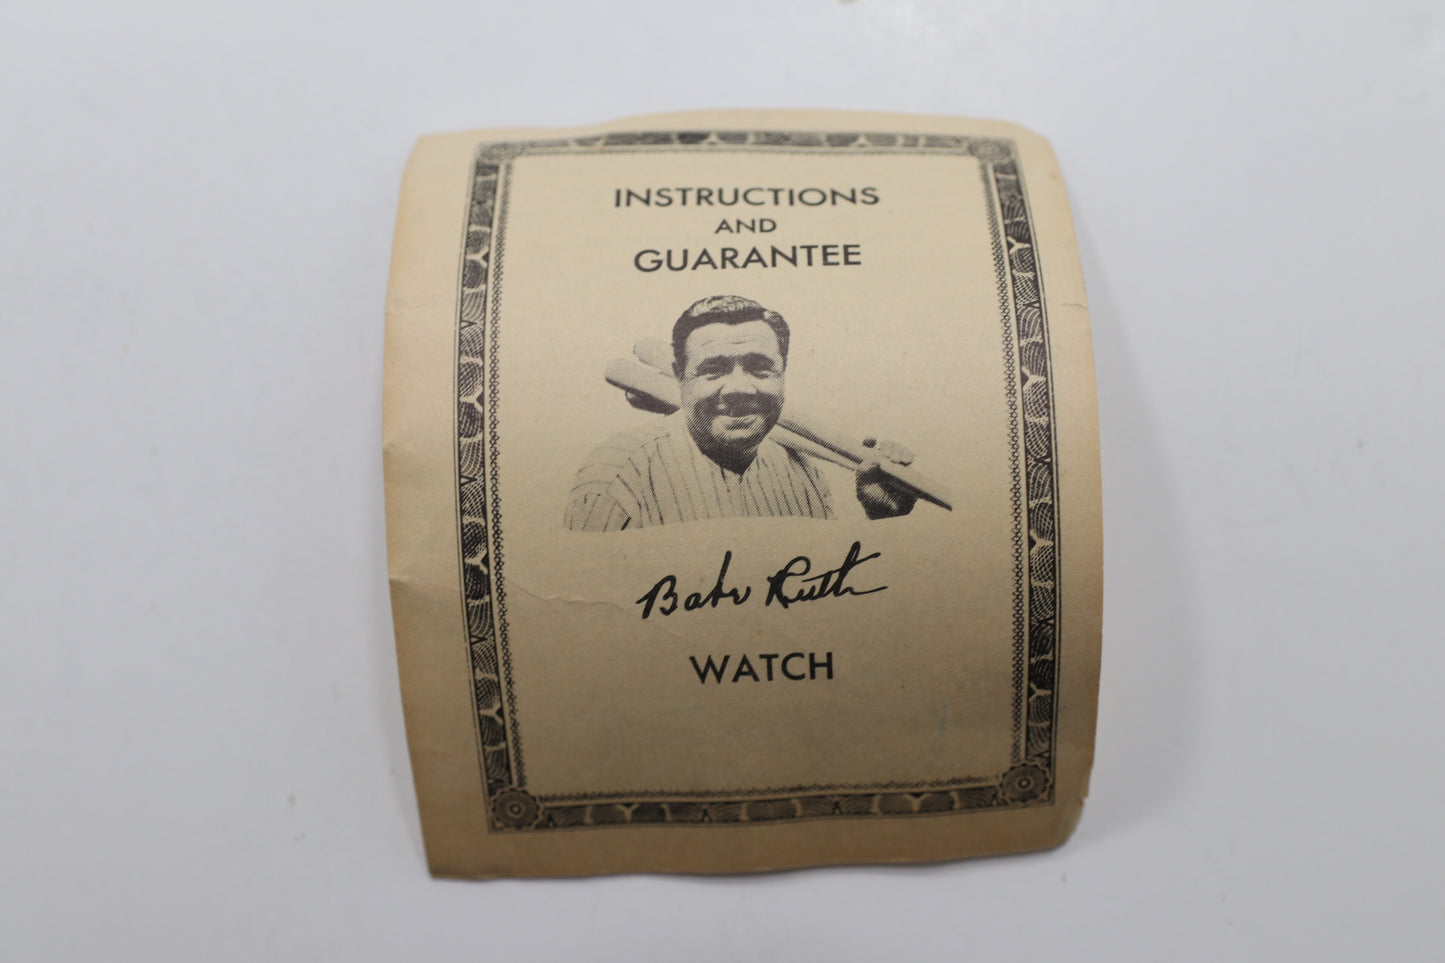 INSTRUCTIONS
AND
GUARANTEE
Babe Ruth
WATCH